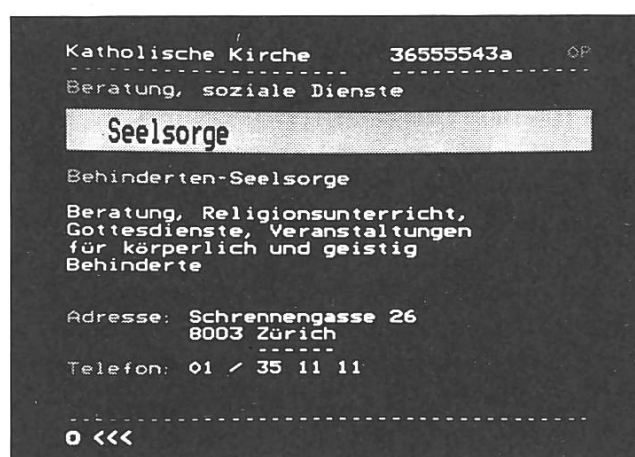 Katholische Kirche 36555543a 0P
Beratung, soziale Dienste
Seelsorge
Behinderten-Seelsorge
Beratung, Religionsunterricht,
Gottesdienste, Veranstaltungen
für körperlich und geistig
Behinderte
Adresse: Schrennengasse 26
8003 Zürich
Telefon: 01 / 35 11 11
0 <<<